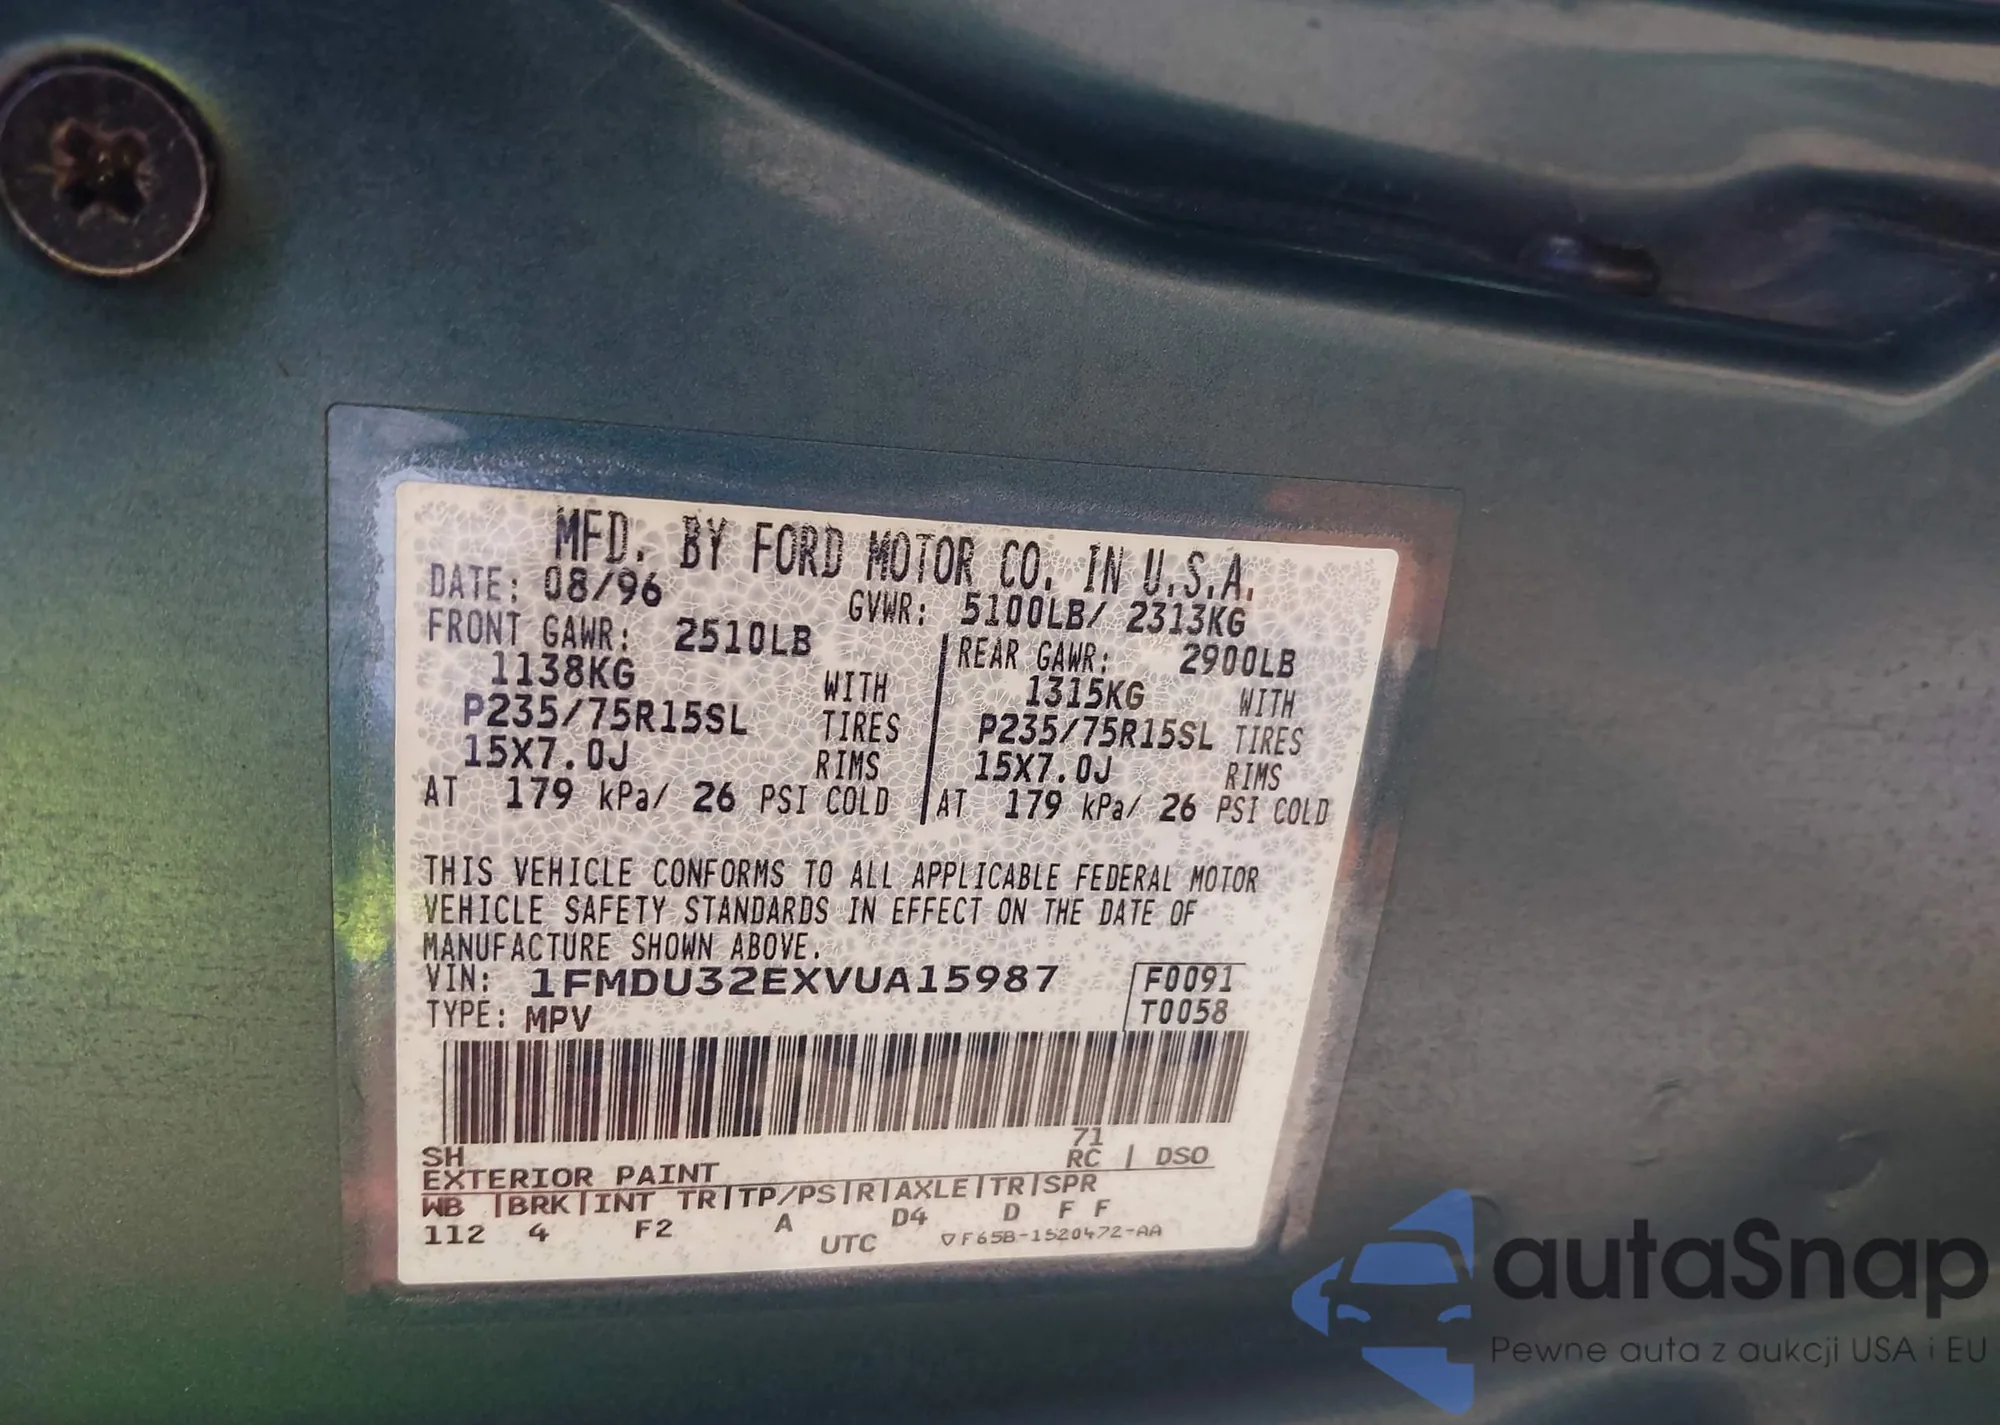 MFD. BY FORD MOTOR CO. IN U.S.A.
DATE: 08/96 GVWR: 5100LB/ 2313KG
FRONT GAWR: 2510LB REAR GAWR: 2900LB
1138KG WITH 1315KG WITH
P235/75R15SL TIRES P235/75R15SL TIRES
15X7.0J RIMS 15X7.0J RIMS
AT 179 kPa/ 26 PSI COLD AT 179 kPa/ 26 PSI COLD
THIS VEHICLE CONFORMS TO ALL APPLICABLE FEDERAL MOTOR
VEHICLE SAFETY STANDARDS IN EFFECT ON THE DATE OF
MANUFACTURE SHOWN ABOVE.
VIN: 1FMDU32EXVUA15987 F0091
TYPE: MPV T0058
SH 71
EXTERIOR PAINT RC | DSO
WB |BRK|INT TR|TP/PS|R|AXLE|TR|SPR
112 4 F2 A D4 D F F
UTC ▽F65B-1520472-AA
autaSnap
Pewne auta z aukcji USA i EU